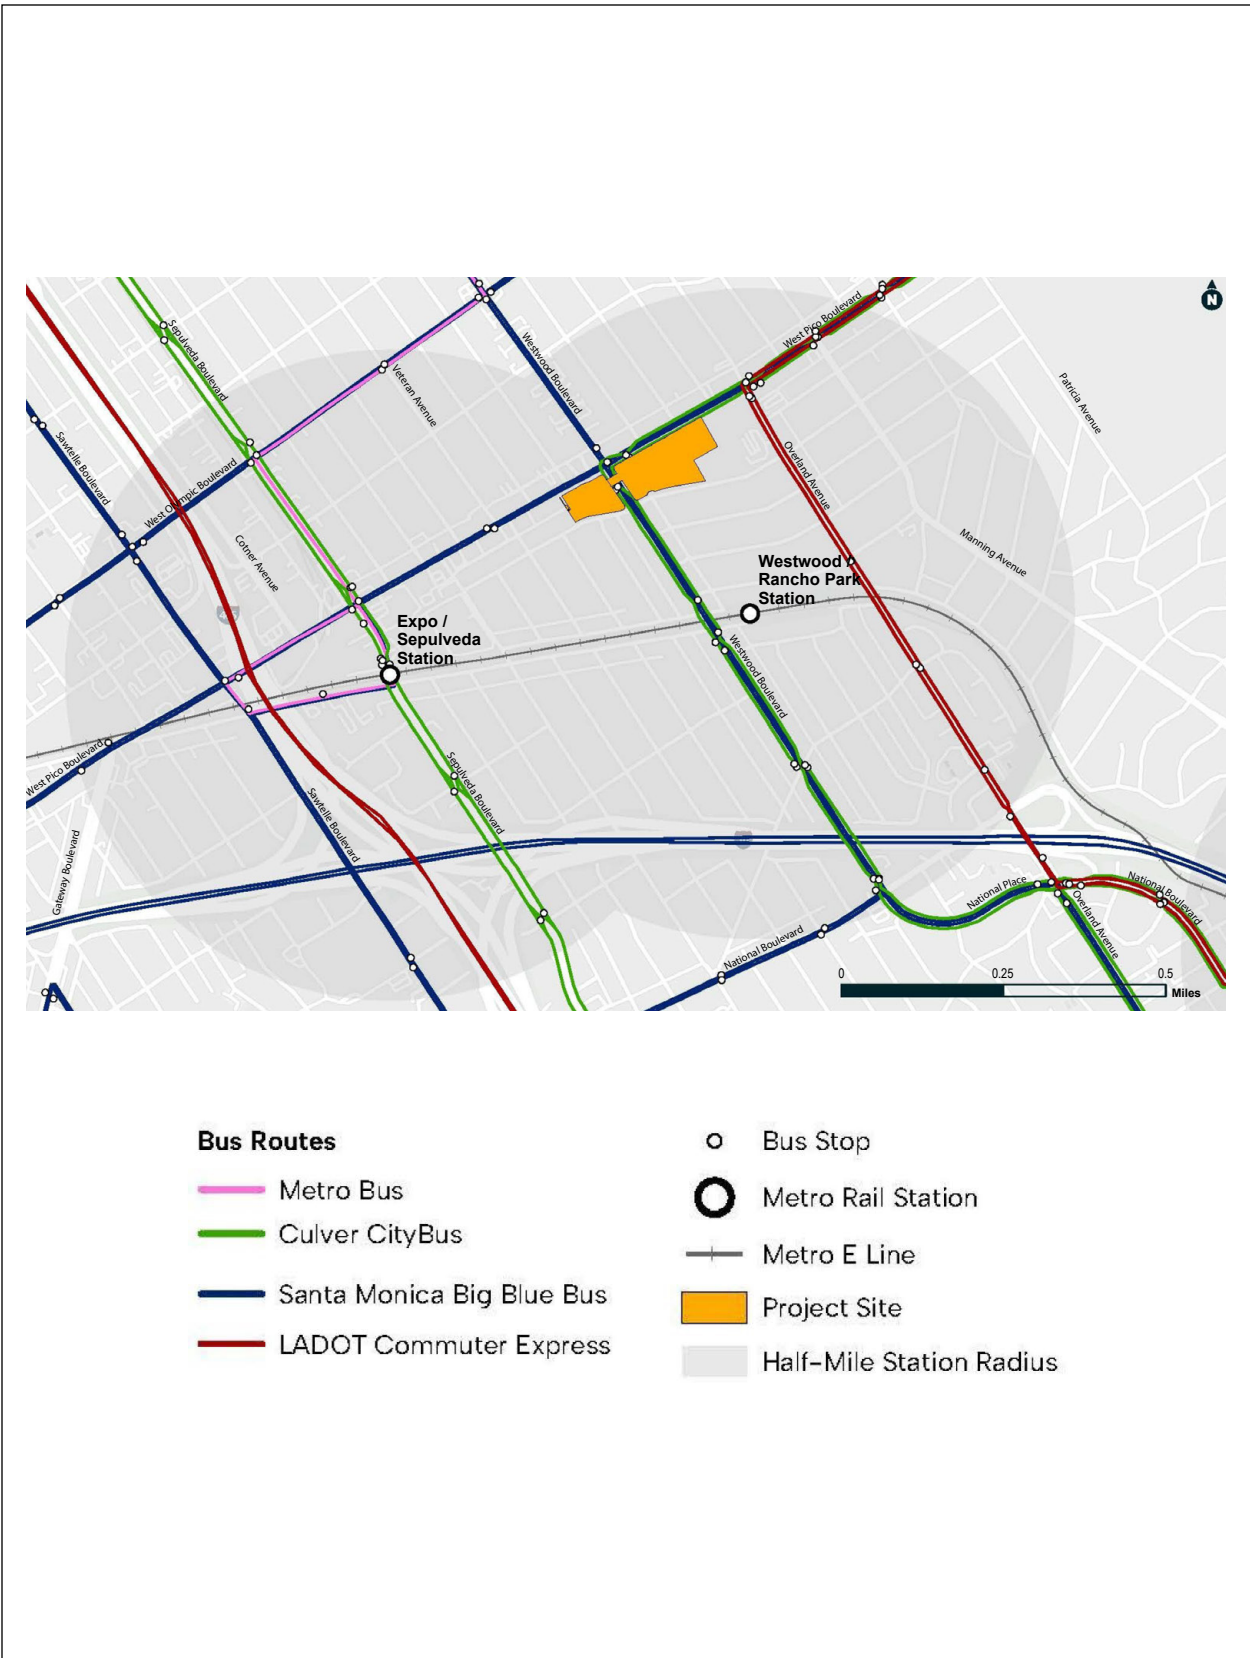 N
West Pico Boulevard
Sepulveda Boulevard
Westwood Boulevard
Veteran Avenue
Patricia Avenue
Sawtelle Boulevard
West Olympic Boulevard
Overland Avenue
Cotner Avenue
Manning Avenue
Westwood /
Rancho Park
Station
Expo /
Sepulveda
Station
Westwood Boulevard
West Pico Boulevard
Sepulveda Boulevard
Sawtelle Boulevard
Gateway Boulevard
National Place
National Boulevard
Overland Avenue
National Boulevard
0 0.25 0.5
Miles
Bus Routes
Metro Bus
Culver CityBus
Santa Monica Big Blue Bus
LADOT Commuter Express
Bus Stop
Metro Rail Station
Metro E Line
Project Site
Half-Mile Station Radius